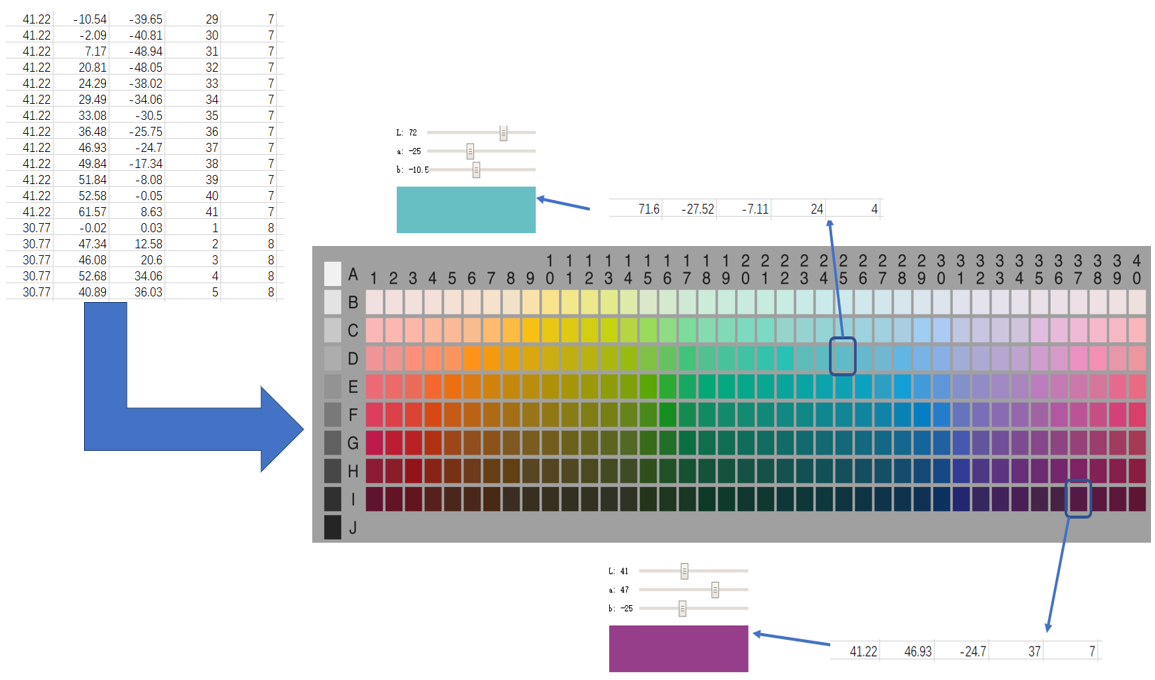 41.22 -10.54 -39.65 29 7
41.22 -2.09 -40.81 30 7
41.22 7.17 -48.94 31 7
41.22 20.81 -48.05 32 7
41.22 24.29 -38.02 33 7
41.22 29.49 -34.06 34 7
41.22 33.08 -30.5 35 7
41.22 36.48 -25.75 36 7
41.22 46.93 -24.7 37 7
41.22 49.84 -17.34 38 7
41.22 51.84 -8.08 39 7
41.22 52.58 -0.05 40 7
41.22 61.57 8.63 41 7
30.77 -0.02 0.03 1 8
30.77 47.34 12.58 2 8
30.77 46.08 20.6 3 8
30.77 52.68 34.06 4 8
30.77 40.89 36.03 5 8
L: 72
a: -25
b: -10.5
71.6 -27.52 -7.11 24 4
A 1 2 3 4 5 6 7 8 9 10 11 12 13 14 15 16 17 18 19 20 21 22 23 24 25 26 27 28 29 30 31 32 33 34 35 36 37 38 39 40
B
C
D
E
F
G
H
I
J
L: 41
a: 47
b: -25
41.22 46.93 -24.7 37 7